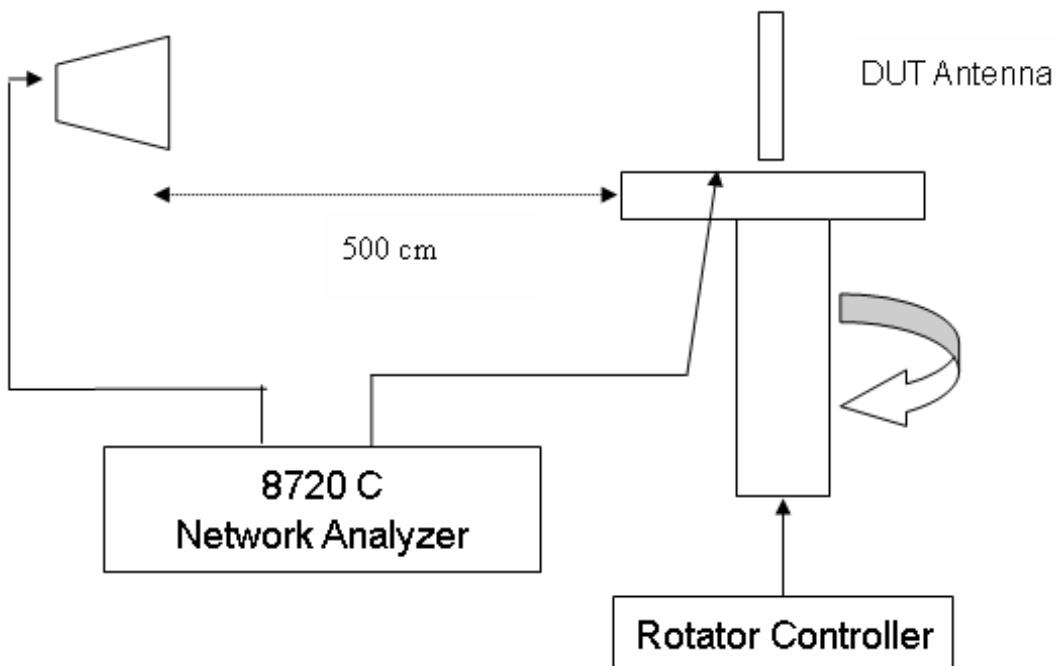 DUT Antenna
500 cm
8720 C
Network Analyzer
Rotator Controller